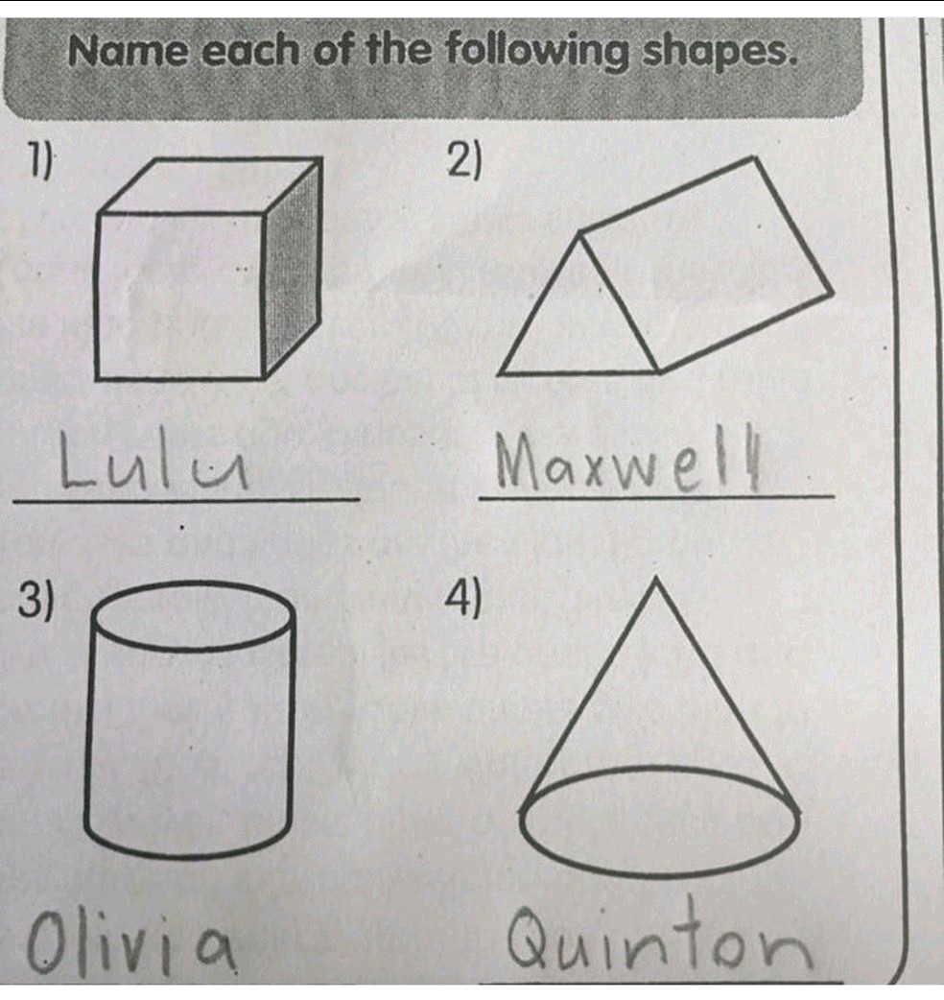 Name each of the following shapes.
1)
2)
Lulu
Maxwell
3)
4)
Olivia
Quinton